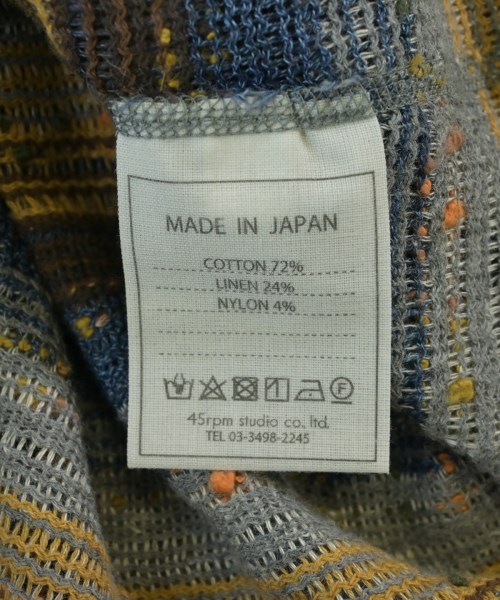 MADE IN JAPAN
COTTON 72%
LINEN 24%
NYLON 4%
45rpm studio co., ltd.
TEL 03-3498-2245